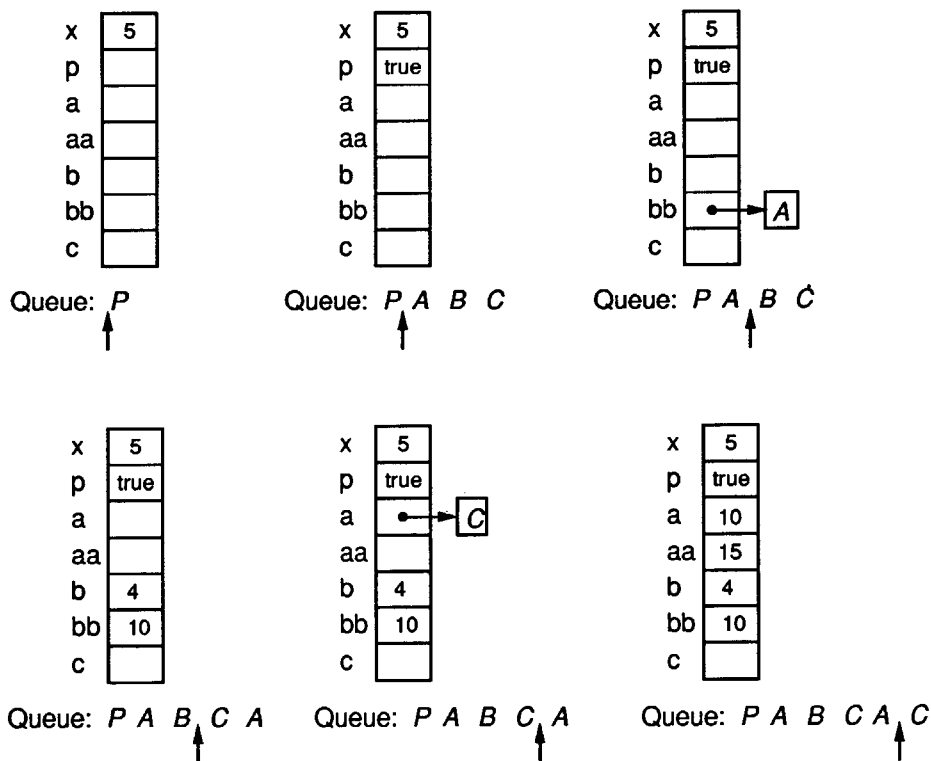 x 5
p
a
aa
b
bb
c
Queue: P
x 5
p true
a
aa
b
bb
c
Queue: P A B C
x 5
p true
a
aa
b
bb A
c
Queue: P A B C
x 5
p true
a
aa
b 4
bb 10
c
Queue: P A B C A
x 5
p true
a C
aa
b 4
bb 10
c
Queue: P A B C A
x 5
p true
a 10
aa 15
b 4
bb 10
c
Queue: P A B C A C